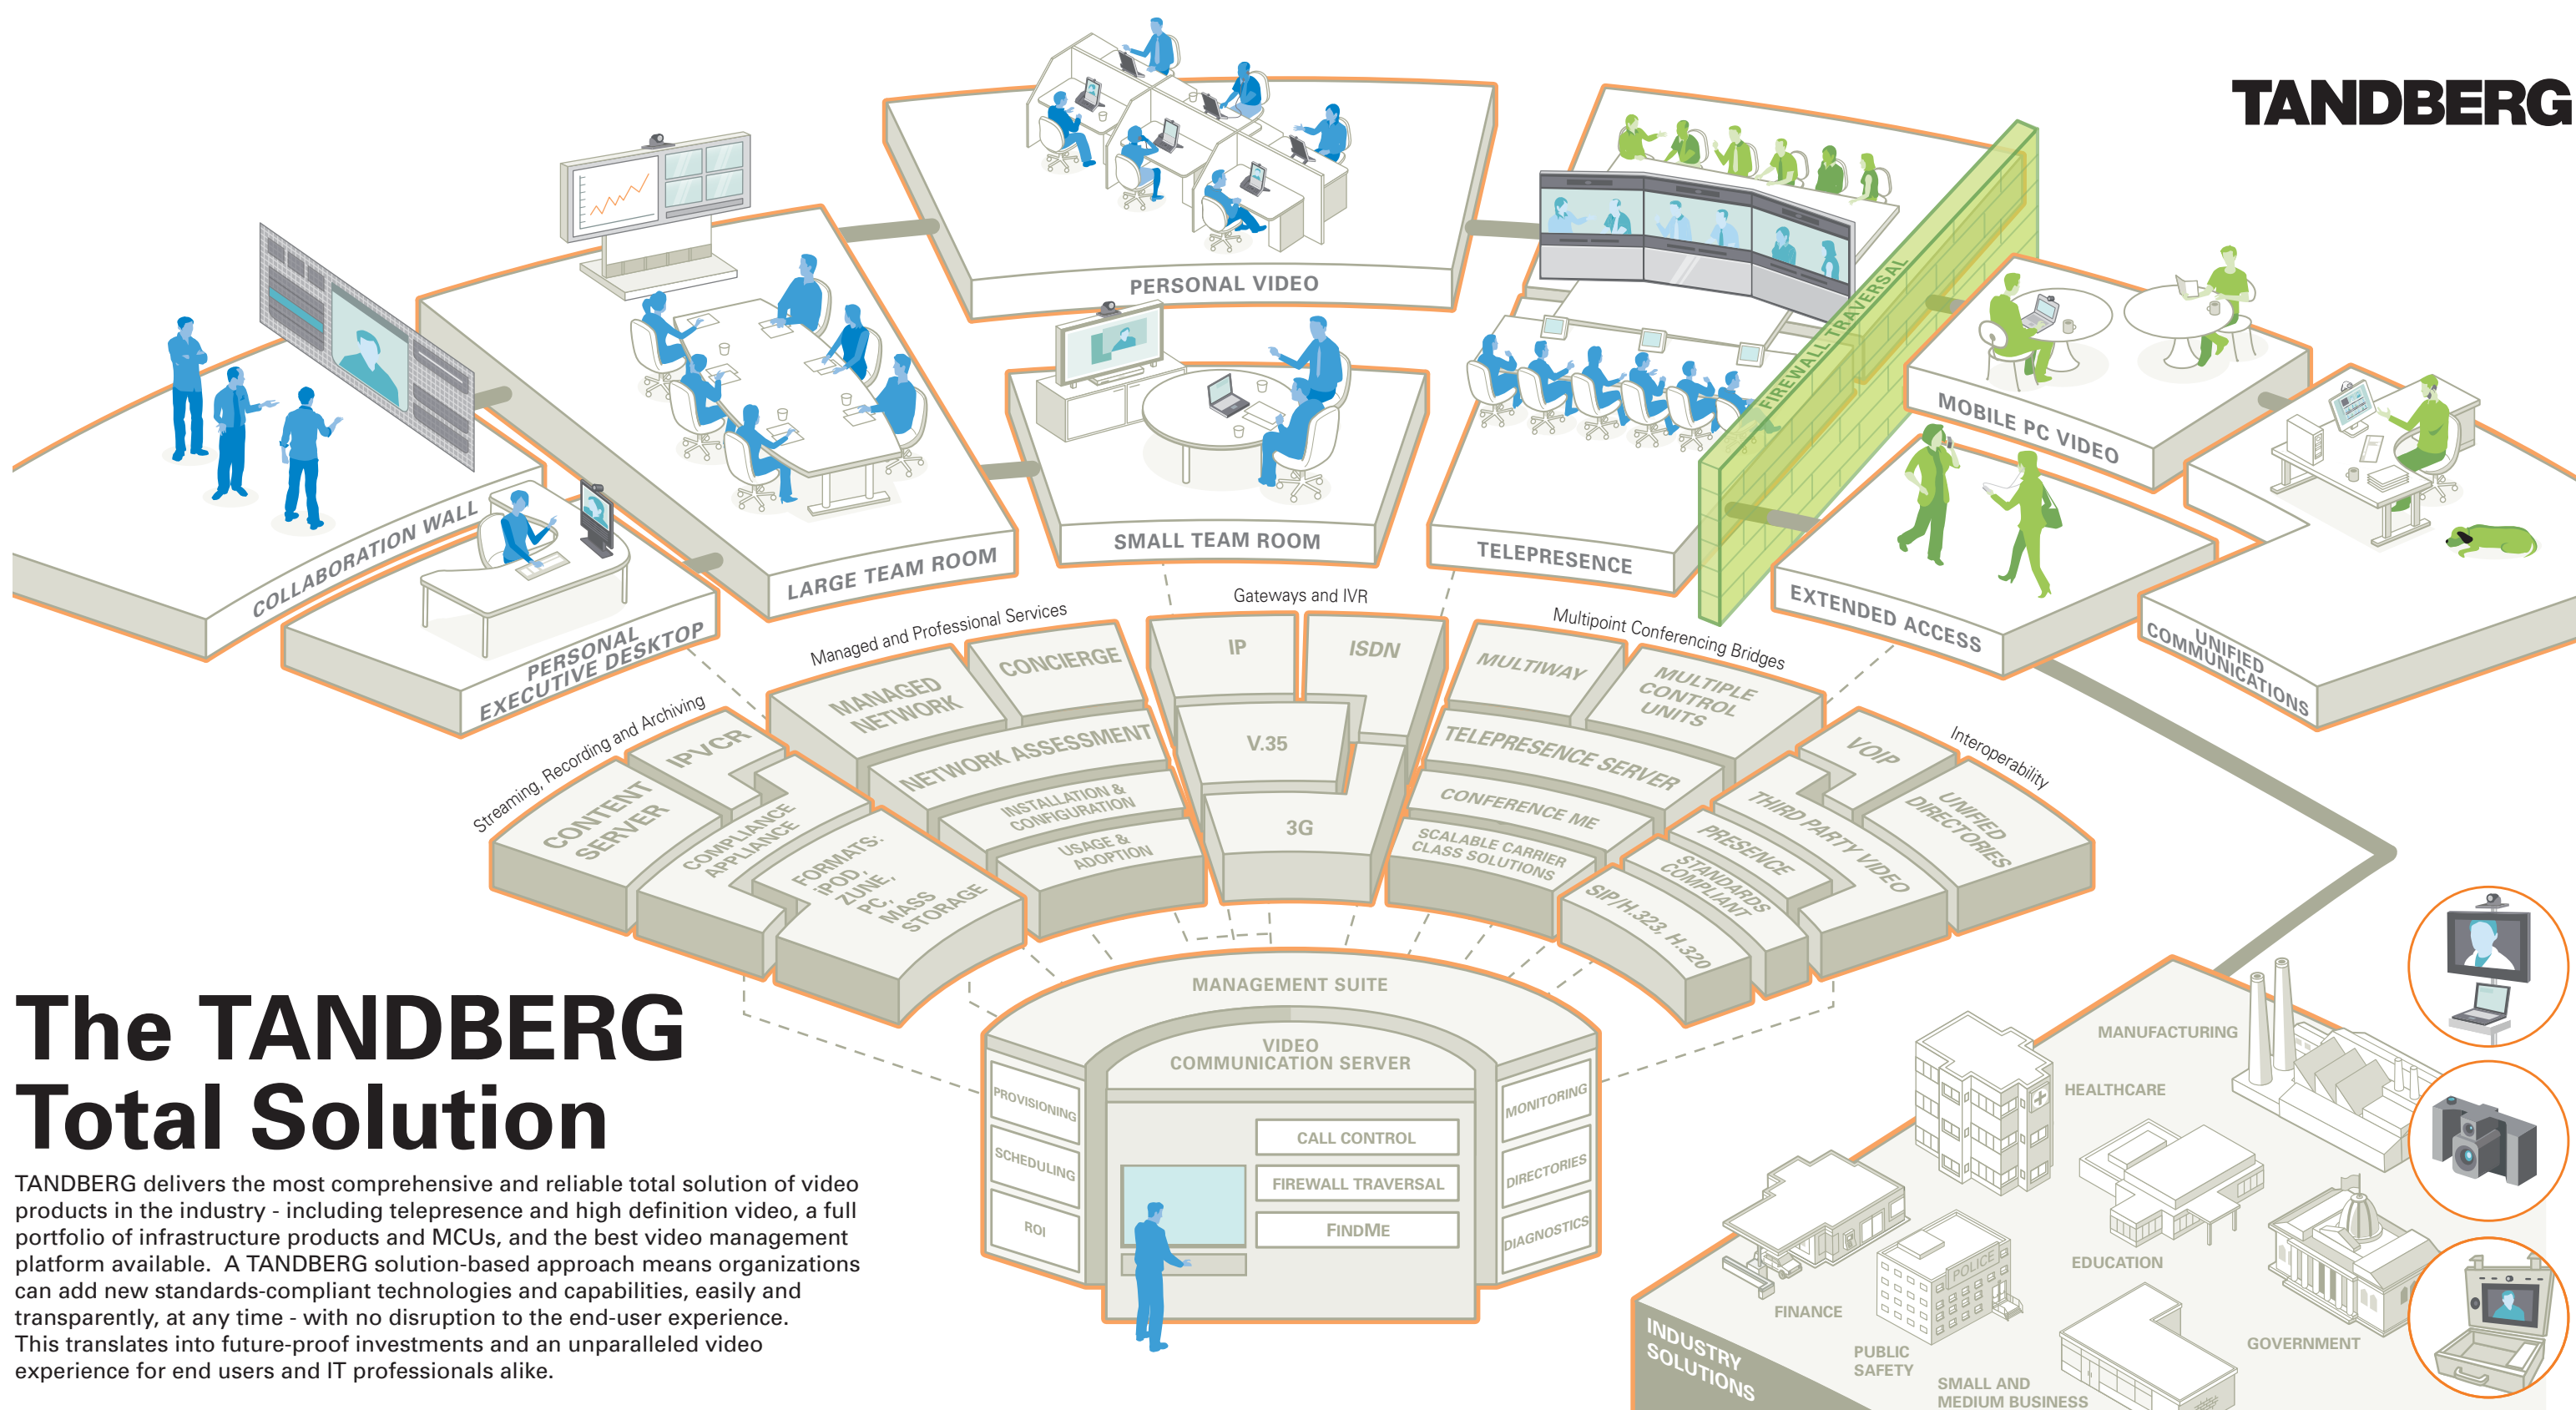 TANDBERG
PERSONAL VIDEO
FIREWALL TRAVERSAL
MOBILE PC VIDEO
COLLABORATION WALL
LARGE TEAM ROOM
SMALL TEAM ROOM
TELEPRESENCE
EXTENDED ACCESS
UNIFIED
COMMUNICATIONS
PERSONAL
EXECUTIVE DESKTOP
Streaming, Recording and Archiving
IPVCR
CONTENT
SERVER
COMPLIANCE
APPLIANCE
FORMATS:
iPOD,
ZUNE,
PC,
MASS
STORAGE
Managed and Professional Services
MANAGED
NETWORK
CONCIERGE
NETWORK ASSESSMENT
INSTALLATION &
CONFIGURATION
USAGE &
ADOPTION
Gateways and IVR
IP
ISDN
V.35
3G
Multipoint Conferencing Bridges
MULTIWAY
MULTIPLE
CONTROL
UNITS
TELEPRESENCE SERVER
CONFERENCE ME
SCALABLE CARRIER
CLASS SOLUTIONS
Interoperability
VOIP
UNIFIED
DIRECTORIES
THIRD PARTY VIDEO
PRESENCE
STANDARDS
COMPLIANT
SIP/H.323, H.320
MANAGEMENT SUITE
VIDEO
COMMUNICATION SERVER
PROVISIONING
SCHEDULING
ROI
CALL CONTROL
FIREWALL TRAVERSAL
FINDME
MONITORING
DIRECTORIES
DIAGNOSTICS
The TANDBERG
Total Solution
TANDBERG delivers the most comprehensive and reliable total solution of video
products in the industry - including telepresence and high definition video, a full
portfolio of infrastructure products and MCUs, and the best video management
platform available.  A TANDBERG solution-based approach means organizations
can add new standards-compliant technologies and capabilities, easily and
transparently, at any time - with no disruption to the end-user experience.
This translates into future-proof investments and an unparalleled video
experience for end users and IT professionals alike.
MANUFACTURING
HEALTHCARE
EDUCATION
FINANCE
POLICE
PUBLIC
SAFETY
GOVERNMENT
SMALL AND
MEDIUM BUSINESS
INDUSTRY
SOLUTIONS